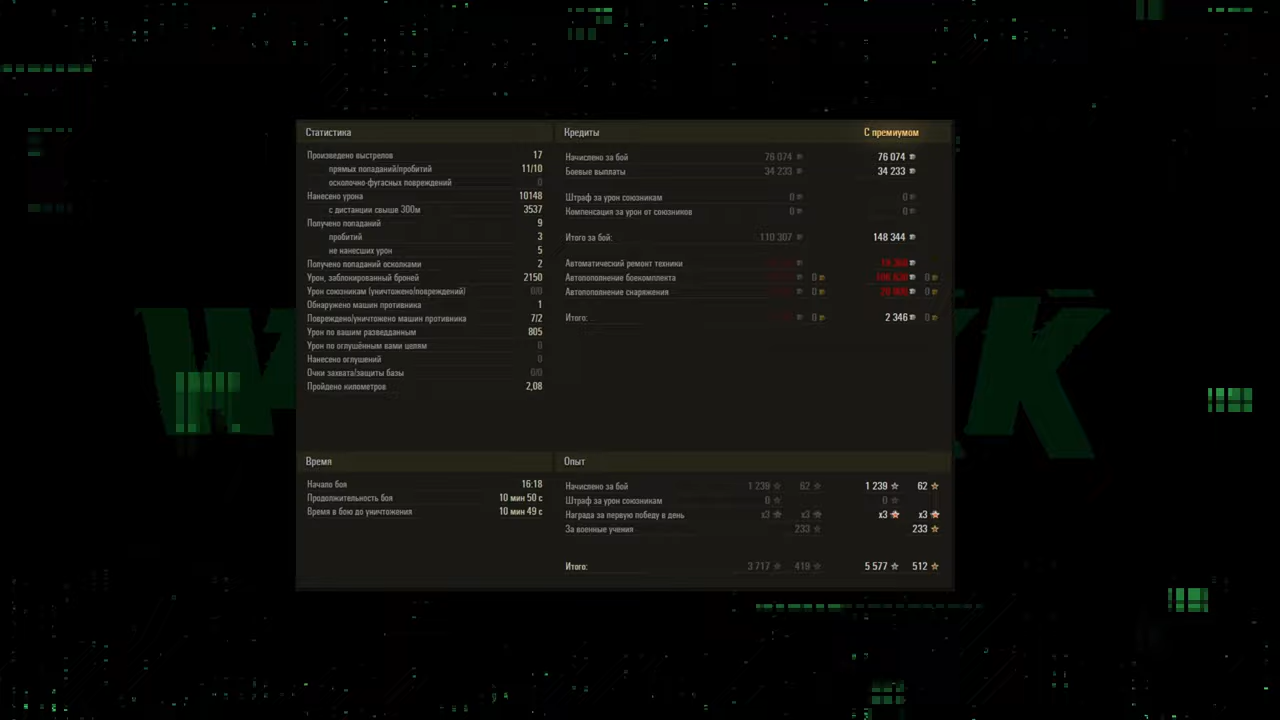 Статистика
Произведено выстрелов 17
прямых попаданий/пробитий 11/10
осколочно-фугасных повреждений 0
Нанесено урона 10148
с дистанции свыше 300м 3537
Получено попаданий 9
пробитий 3
не нанесших урон 5
Получено попаданий осколками 2
Урон, заблокированный броней 2150
Урон союзникам (уничтожено/повреждений) 0/0
Обнаружено машин противника 1
Повреждено/уничтожено машин противника 7/2
Урон по вашим разведданным 805
Урон по оглушённым вами целям 0
Нанесено оглушений 0
Очки захвата/защиты базы 0/0
Пройдено километров 2,08
Кредиты С премиумом
Начислено за бой 76 074 76 074
Боевые выплаты 34 233 34 233
Штраф за урон союзникам 0 0
Компенсация за урон от союзников 0 0
Итого за бой: 110 307 148 344
Автоматический ремонт техники
Автопополнение боекомплекта 0 0
Автопополнение снаряжения 0 0
Итого: 0 2 346 0
Время
Начало боя 16:18
Продолжительность боя 10 мин 50 с
Время в бою до уничтожения 10 мин 49 с
Опыт
Начислено за бой 1 239 62 1 239 62
Штраф за урон союзникам 0 0
Награда за первую победу в день x3 x3 x3 x3
За военные учения 233 233
Итого: 3 717 419 5 577 512